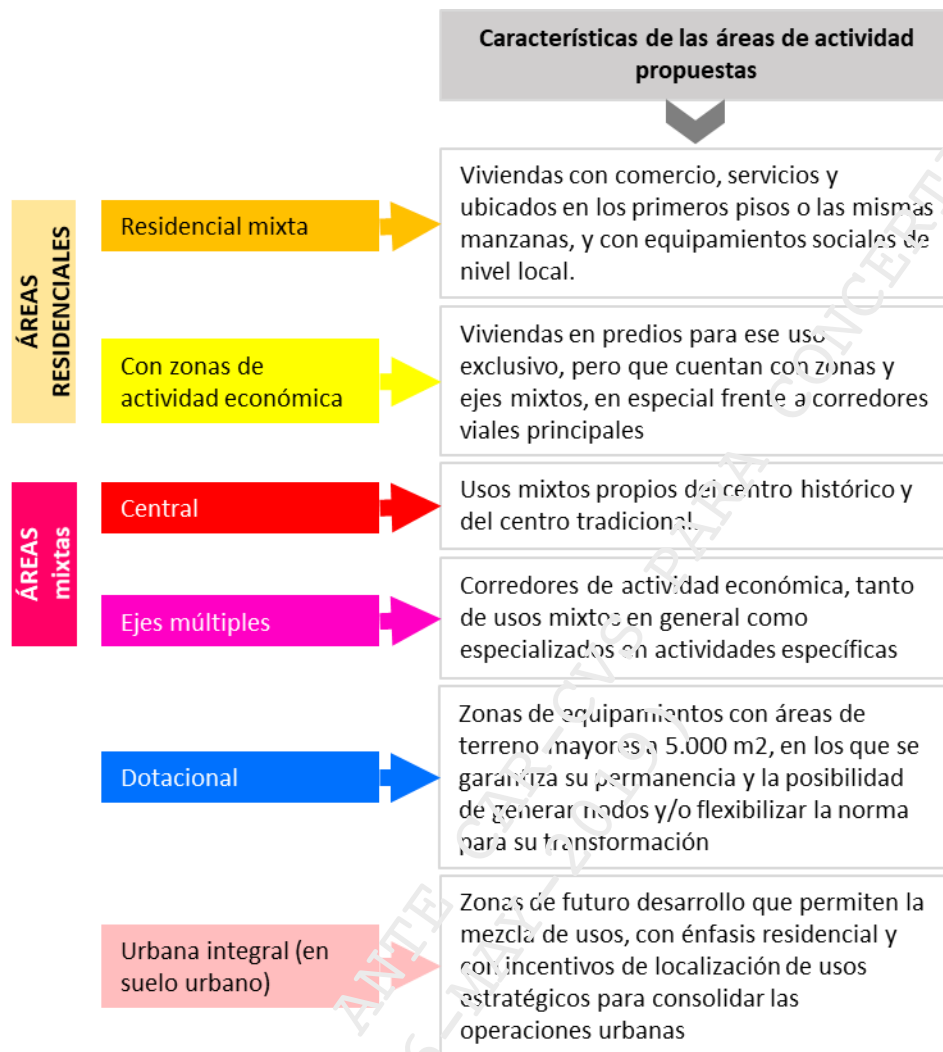 Características de las áreas de actividad
propuestas
ÁREAS
RESIDENCIALES
Residencial mixta
Viviendas con comercio, servicios y
ubicados en los primeros pisos o las mismas
manzanas, y con equipamientos sociales de
nivel local.
Con zonas de
actividad económica
Viviendas en predios para ese uso
exclusivo, pero que cuentan con zonas y
ejes mixtos, en especial frente a corredores
viales principales
ÁREAS
mixtas
Central
Usos mixtos propios del centro histórico y
del centro tradicional.
Ejes múltiples
Corredores de actividad económica, tanto
de usos mixtos en general como
especializados en actividades específicas
Dotacional
Zonas de equipamientos con áreas de
terreno mayores a 5.000 m2, en los que se
garantiza su permanencia y la posibilidad
de generar nodos y/o flexibilizar la norma
para su transformación
Urbana integral (en
suelo urbano)
Zonas de futuro desarrollo que permiten la
mezcla de usos, con énfasis residencial y
con incentivos de localización de usos
estratégicos para consolidar las
operaciones urbanas
ANTE CAR-CVS PARA
6-MAY-2019)